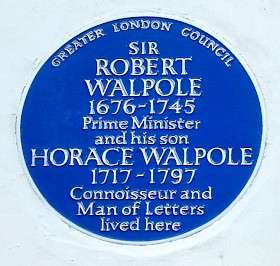 GREATER LONDON COUNCIL
SIR
ROBERT
WALPOLE
1676-1745
Prime Minister
and his son
HORACE WALPOLE
1717-1797
Connoisseur and
Man of Letters
lived here